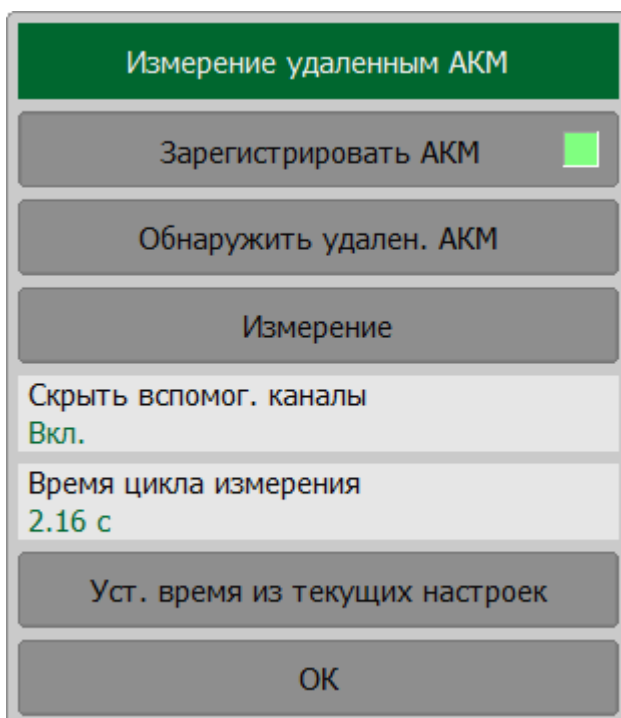 Измерение удаленным АКМ
Зарегистрировать АКМ
Обнаружить удален. АКМ
Измерение
Скрыть вспомог. каналы
Вкл.
Время цикла измерения
2.16 с
Уст. время из текущих настроек
ОК